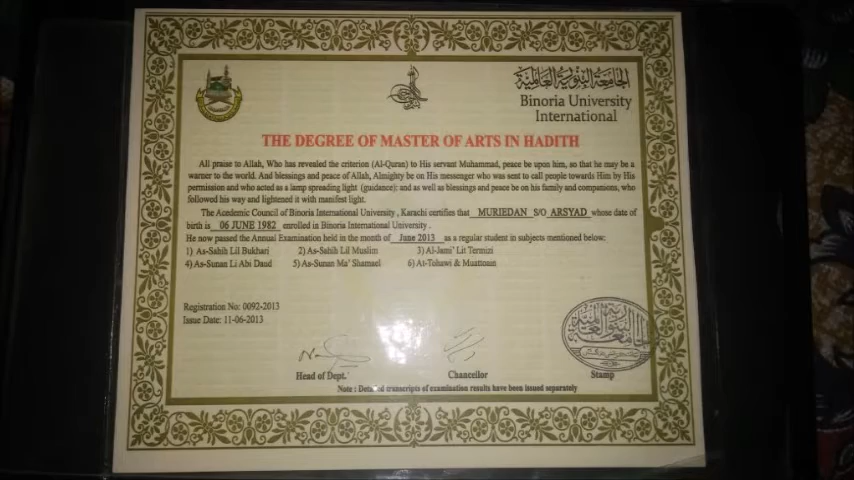 الجامعة البنورية العالمية
Binoria University
International
THE DEGREE OF MASTER OF ARTS IN HADITH
All praise to Allah, Who has revealed the criterion (Al-Quran) to His servant Muhammad, peace be upon him, so that he may be a
warner to the world. And blessings and peace of Allah, Almighty be on His messenger who was sent to call people towards Him by His
permission and who acted as a lamp spreading light (guidance): and as well as blessings and peace be on his family and companions, who
followed his way and lightened it with manifest light.
The Academic Council of Binoria International University, Karachi certifies that MURIEDAN S/O ARSYAD whose date
of birth is 06 JUNE 1982 enrolled in Binoria International University.
He now passed the Annual Examination held in the month of June 2013 as a regular student in subjects mentioned below:
1) As-Sahih Lil Bukhari 2) As-Sahih Lil Muslim 3) Al-Jami' Lit Termizi
4) As-Sunan Li Abi Daud 5) As-Sunan Ma' Shamael 6) At-Tohawi & Muattoain
Registration No: 0092-2013
Issue Date: 11-06-2013
Head of Dept. Chancellor Stamp
Note : Detailed transcripts of examination results have been issued separately